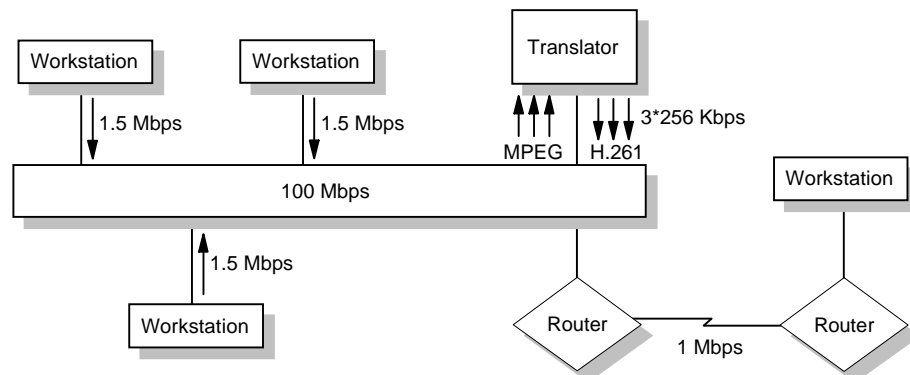 Workstation
Workstation
Translator
1.5 Mbps
1.5 Mbps
3*256 Kbps
MPEG
H.261
100 Mbps
Workstation
1.5 Mbps
Workstation
Router
1 Mbps
Router